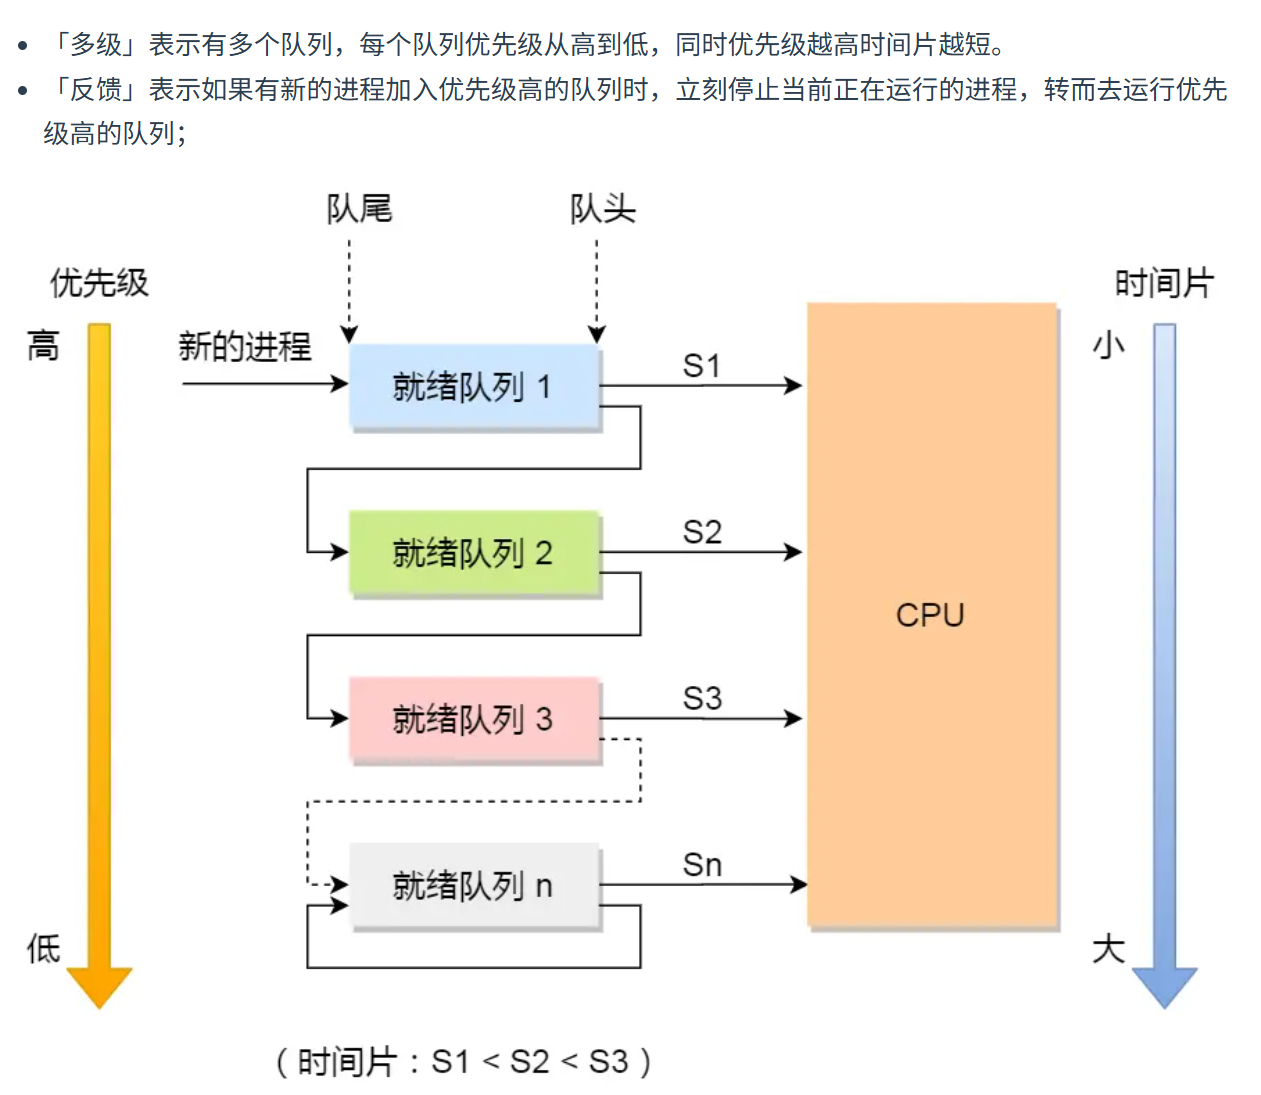 「多级」表示有多个队列，每个队列优先级从高到低，同时优先级越高时间片越短。
「反馈」表示如果有新的进程加入优先级高的队列时，立刻停止当前正在运行的进程，转而去运行优先
级高的队列；
队尾
队头
优先级
时间片
高
新的进程
小
就绪队列 1
S1
就绪队列 2
S2
CPU
就绪队列 3
S3
就绪队列 n
Sn
低
大
（时间片：S1 < S2 < S3）